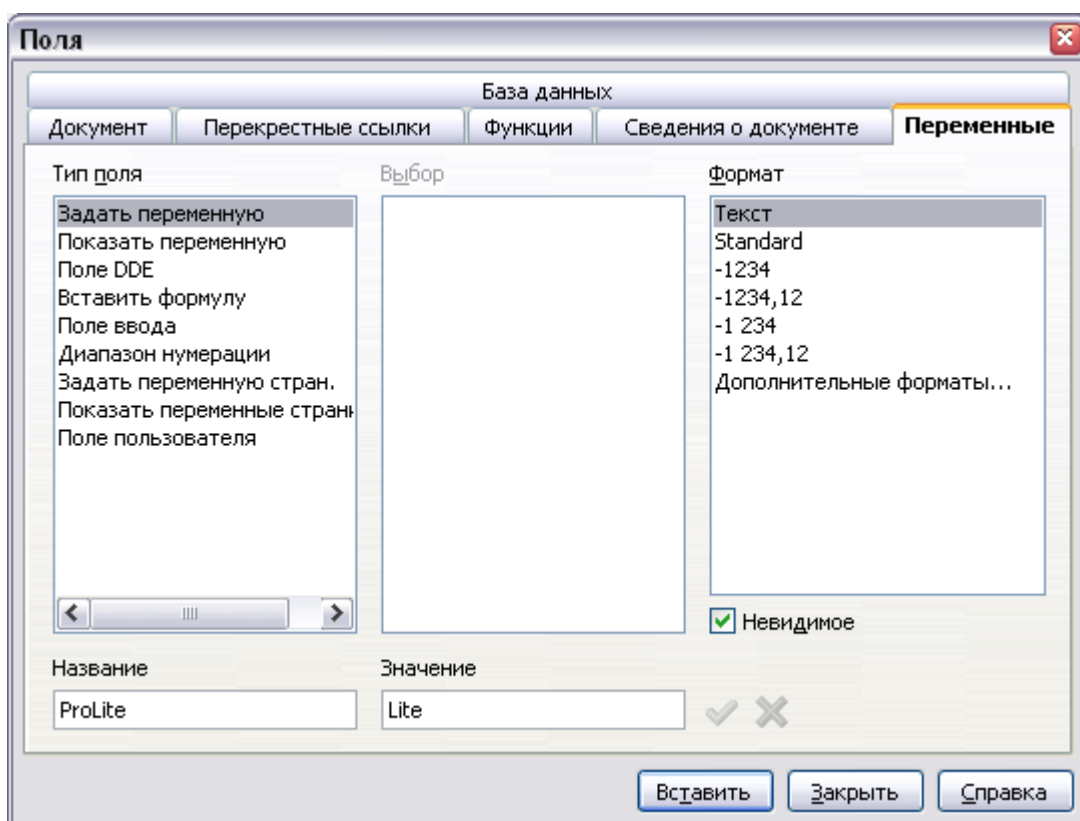 Поля
База данных
Документ Перекрестные ссылки Функции Сведения о документе Переменные
Тип поля
Задать переменную
Показать переменную
Поле DDE
Вставить формулу
Поле ввода
Диапазон нумерации
Задать переменную стран.
Показать переменные страни
Поле пользователя
Выбор
Формат
Текст
Standard
-1234
-1234,12
-1 234
-1 234,12
Дополнительные форматы...
Невидимое
Название
ProLite
Значение
Lite
Вставить Закрыть Справка